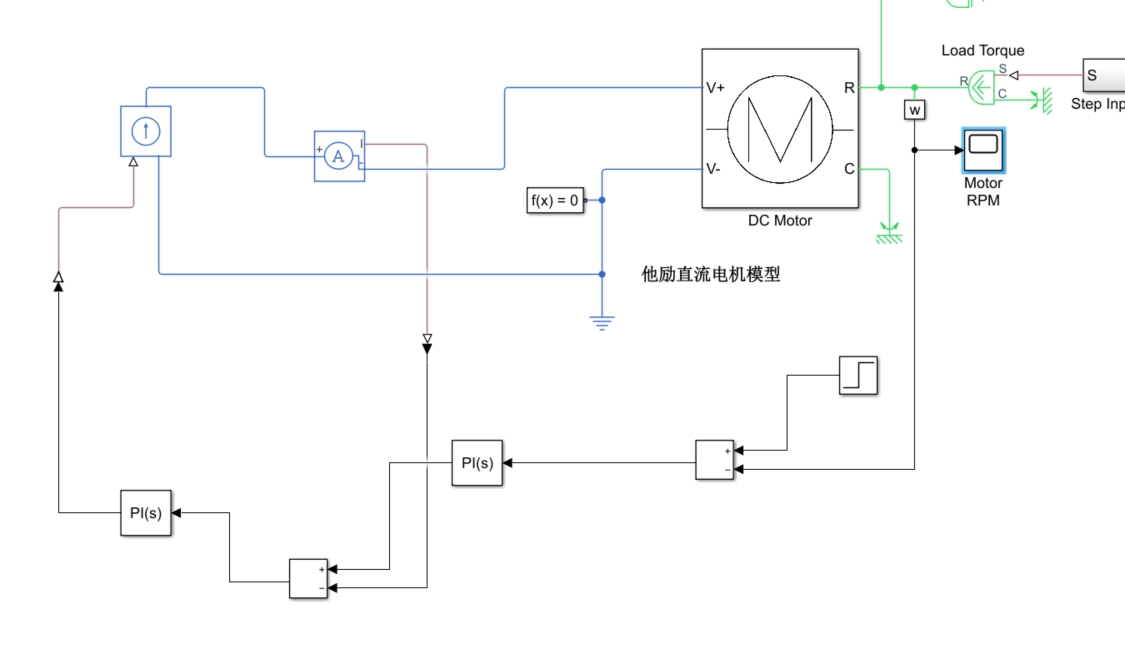 Load Torque
S
R
C
S
Step Inp
V+
R
w
A
+
I
-
M
V-
C
f(x) = 0
Motor
RPM
DC Motor
他励直流电机模型
+
−
PI(s)
PI(s)
+
−